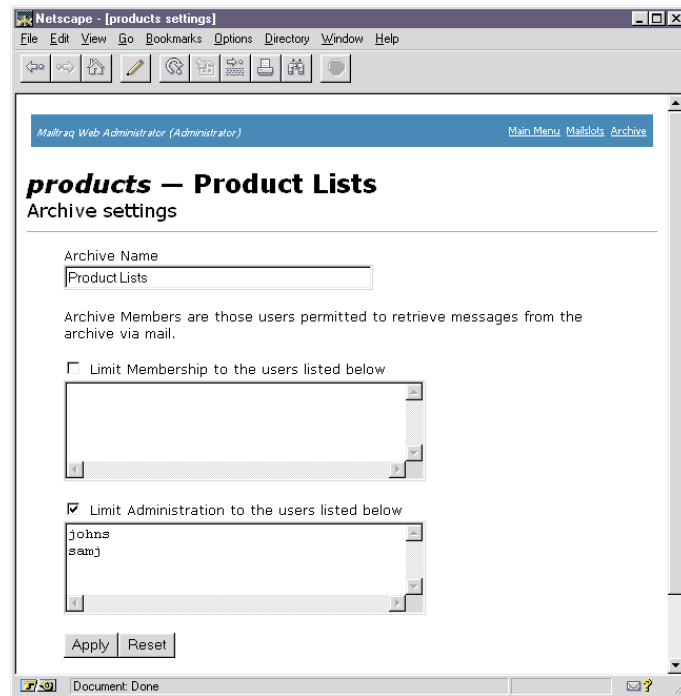 Netscape - [products settings]
File Edit View Go Bookmarks Options Directory Window Help
Mailtraq Web Administrator (Administrator)
Main Menu Mailslots Archive
products — Product Lists
Archive settings
Archive Name
Product Lists
Archive Members are those users permitted to retrieve messages from the
archive via mail.
Limit Membership to the users listed below
Limit Administration to the users listed below
johns
samj
Apply Reset
Document: Done